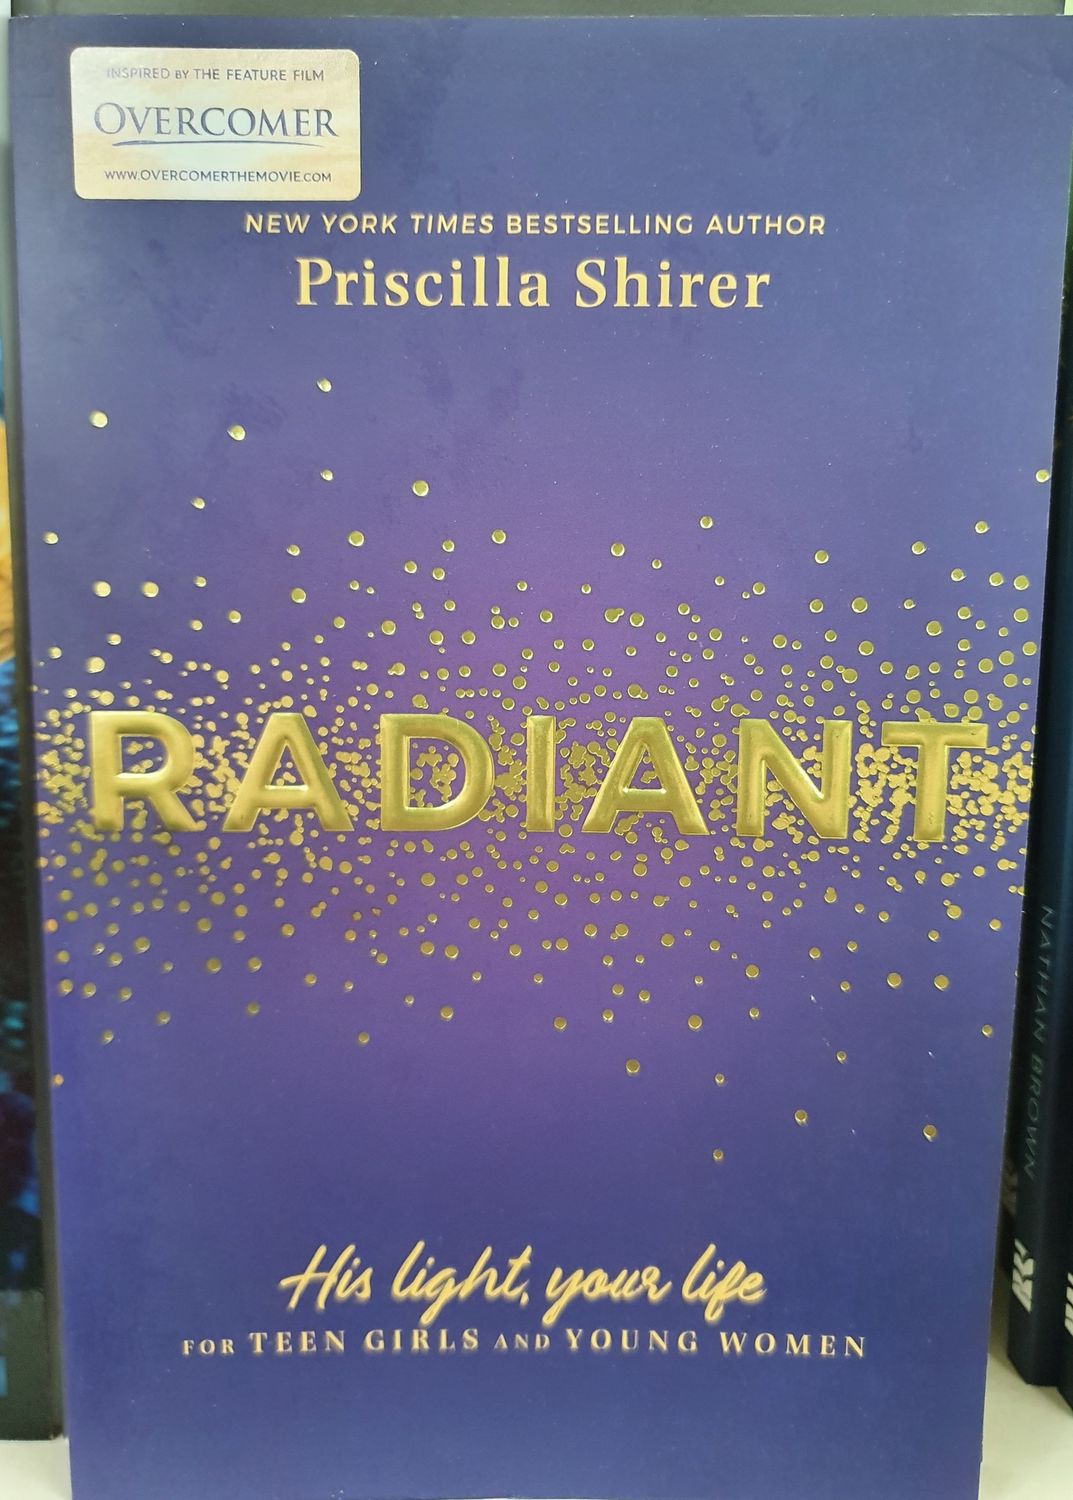 INSPIRED BY THE FEATURE FILM
OVERCOMER
WWW.OVERCOMERTHEMOVIE.COM
NEW YORK TIMES BESTSELLING AUTHOR
Priscilla Shirer
RADIANT
His light, your life
FOR TEEN GIRLS AND YOUNG WOMEN
NATHAN BROWN